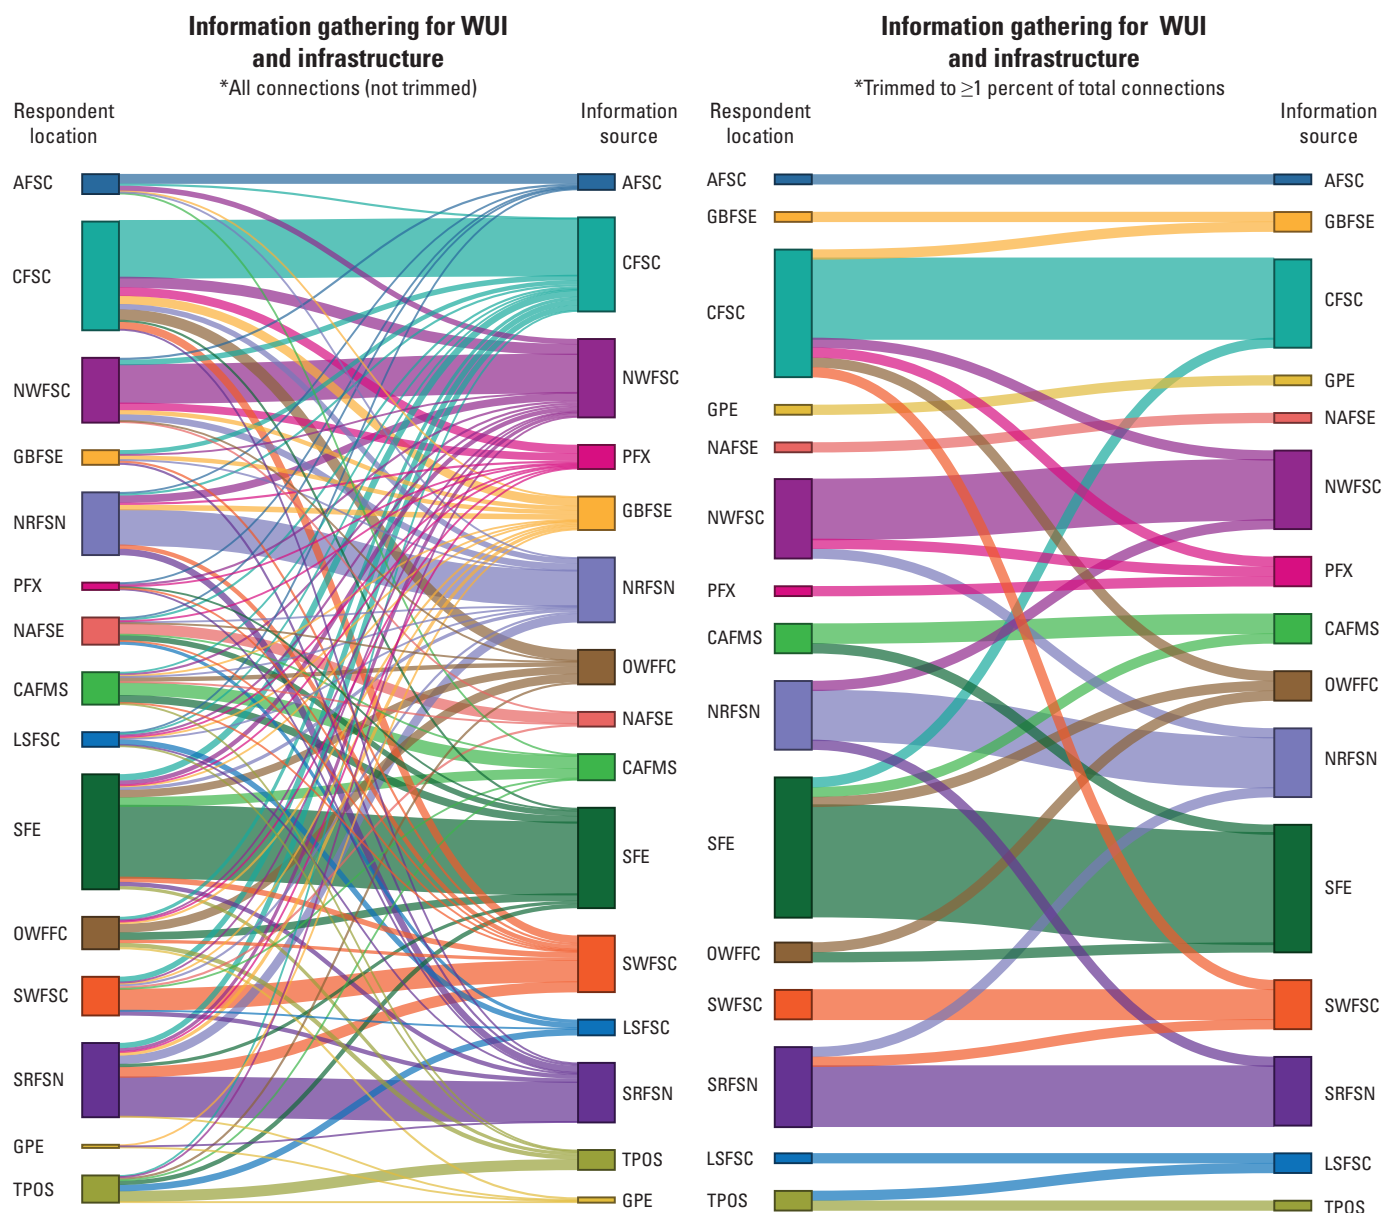 Information gathering for WUI
and infrastructure
*All connections (not trimmed)
Respondent
location
Information
source
AFSC
CFSC
NWFSC
GBFSE
NRFSN
PFX
NAFSE
CAFMS
LSFSC
SFE
OWFFC
SWFSC
SRFSN
GPE
TPOS
AFSC
CFSC
NWFSC
PFX
GBFSE
NRFSN
OWFFC
NAFSE
CAFMS
SFE
SWFSC
LSFSC
SRFSN
TPOS
GPE
Information gathering for WUI
and infrastructure
*Trimmed to ≥1 percent of total connections
Respondent
location
Information
source
AFSC
GBFSE
CFSC
GPE
NAFSE
NWFSC
PFX
CAFMS
NRFSN
SFE
OWFFC
SWFSC
SRFSN
LSFSC
TPOS
AFSC
GBFSE
CFSC
GPE
NAFSE
NWFSC
PFX
CAFMS
OWFFC
NRFSN
SFE
SWFSC
SRFSN
LSFSC
TPOS